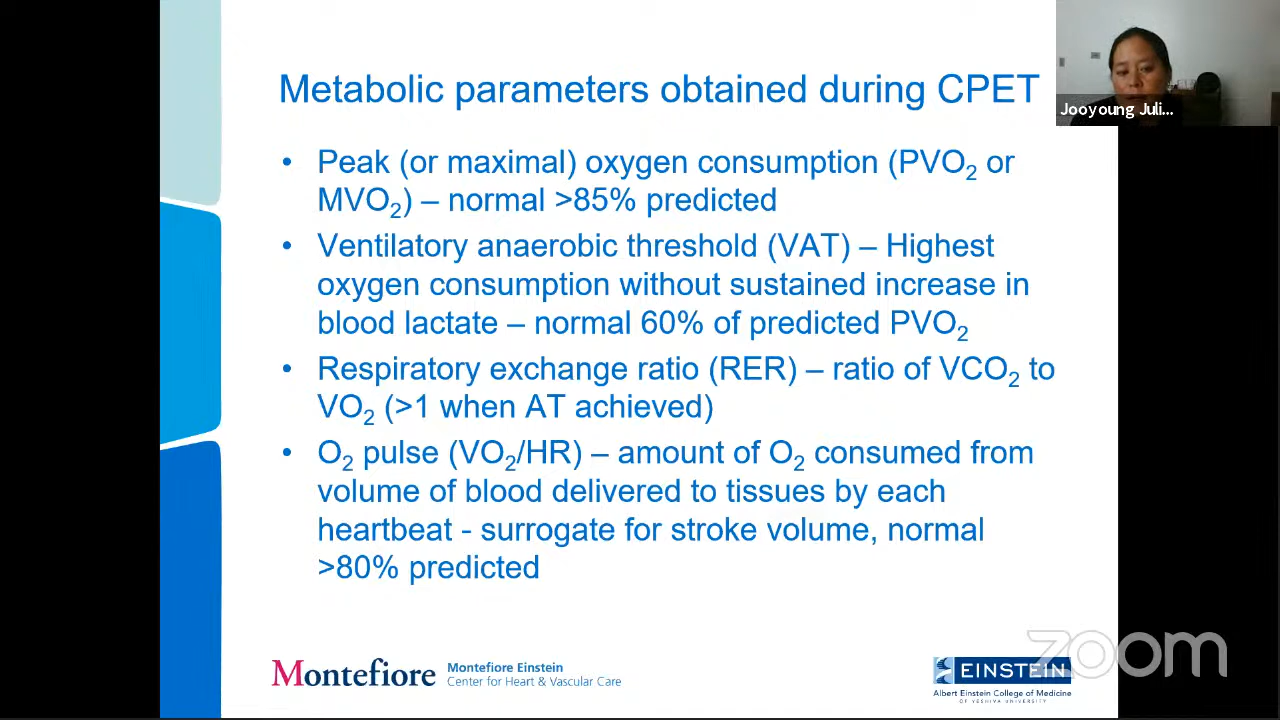 Metabolic parameters obtained during CPET
Jooyoung Juli...
• Peak (or maximal) oxygen consumption (PVO2 or
MVO2) – normal >85% predicted
• Ventilatory anaerobic threshold (VAT) – Highest
oxygen consumption without sustained increase in
blood lactate – normal 60% of predicted PVO2
• Respiratory exchange ratio (RER) – ratio of VCO2 to
VO2 (>1 when AT achieved)
• O2 pulse (VO2/HR) – amount of O2 consumed from
volume of blood delivered to tissues by each
heartbeat - surrogate for stroke volume, normal
>80% predicted
Montefiore
Montefiore Einstein
Center for Heart & Vascular Care
EINSTEIN
Albert Einstein College of Medicine
OF YESHIVA UNIVERSITY
zoom